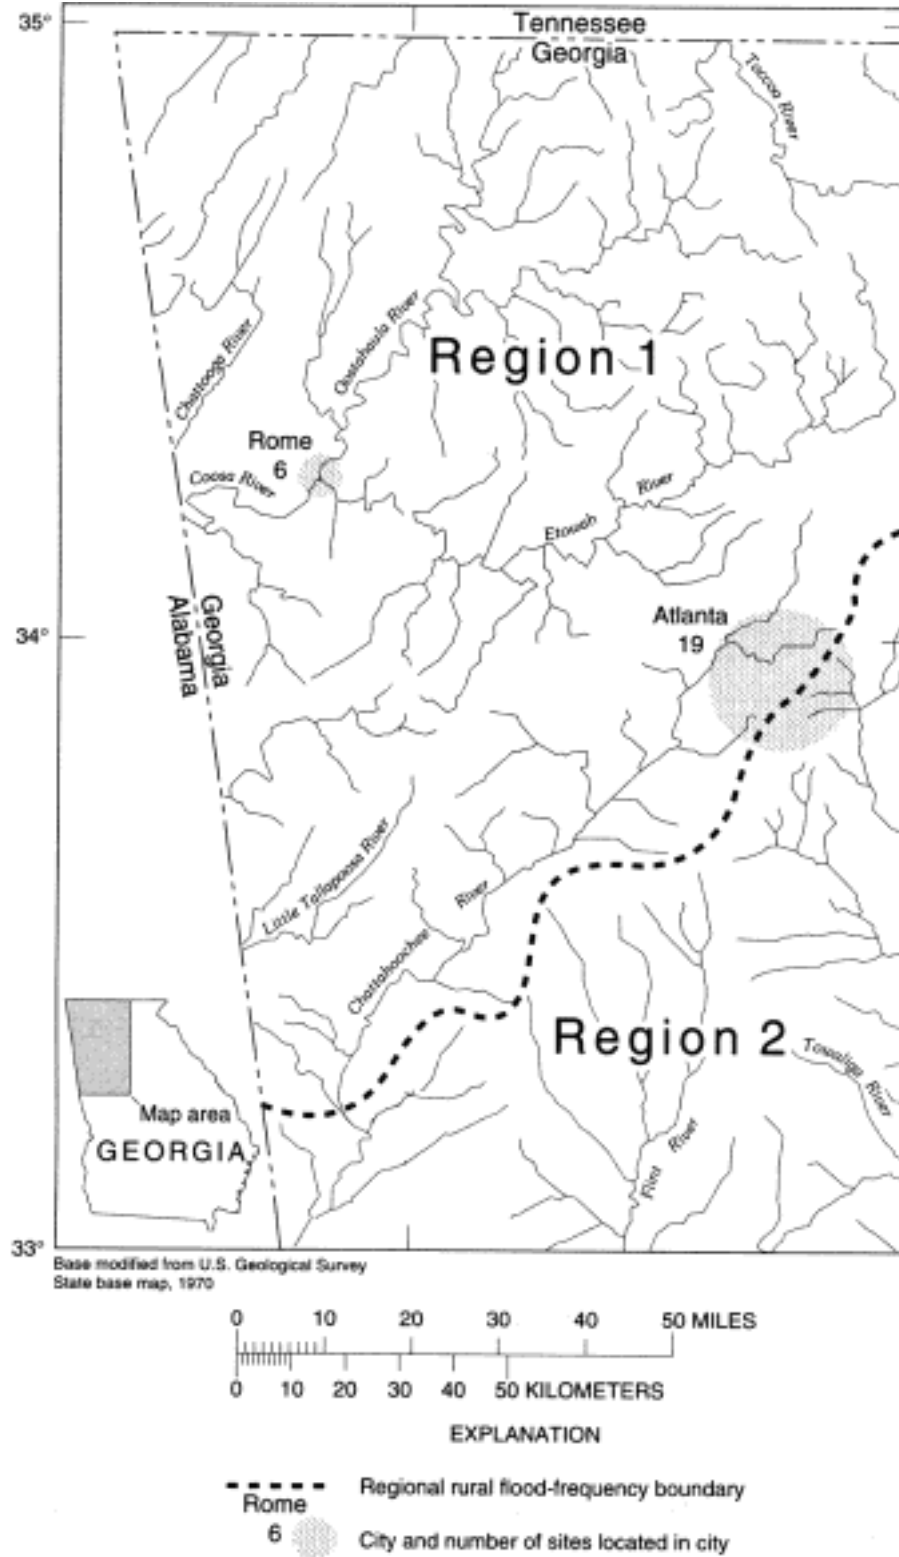 35°
Tennessee
Georgia
Toccoa River
Oostanaula River
Region 1
Chattooga River
Rome
6
Coosa River
River
Etowah
Georgia
Alabama
Atlanta
19
34°
Little Tallapoosa River
River
Chattahoochee
Region 2
Towaliga River
Map area
GEORGIA
Flint River
33°
Base modified from U.S. Geological Survey
State base map, 1970
0 10 20 30 40 50 MILES
0 10 20 30 40 50 KILOMETERS
EXPLANATION
Regional rural flood-frequency boundary
Rome
6 City and number of sites located in city